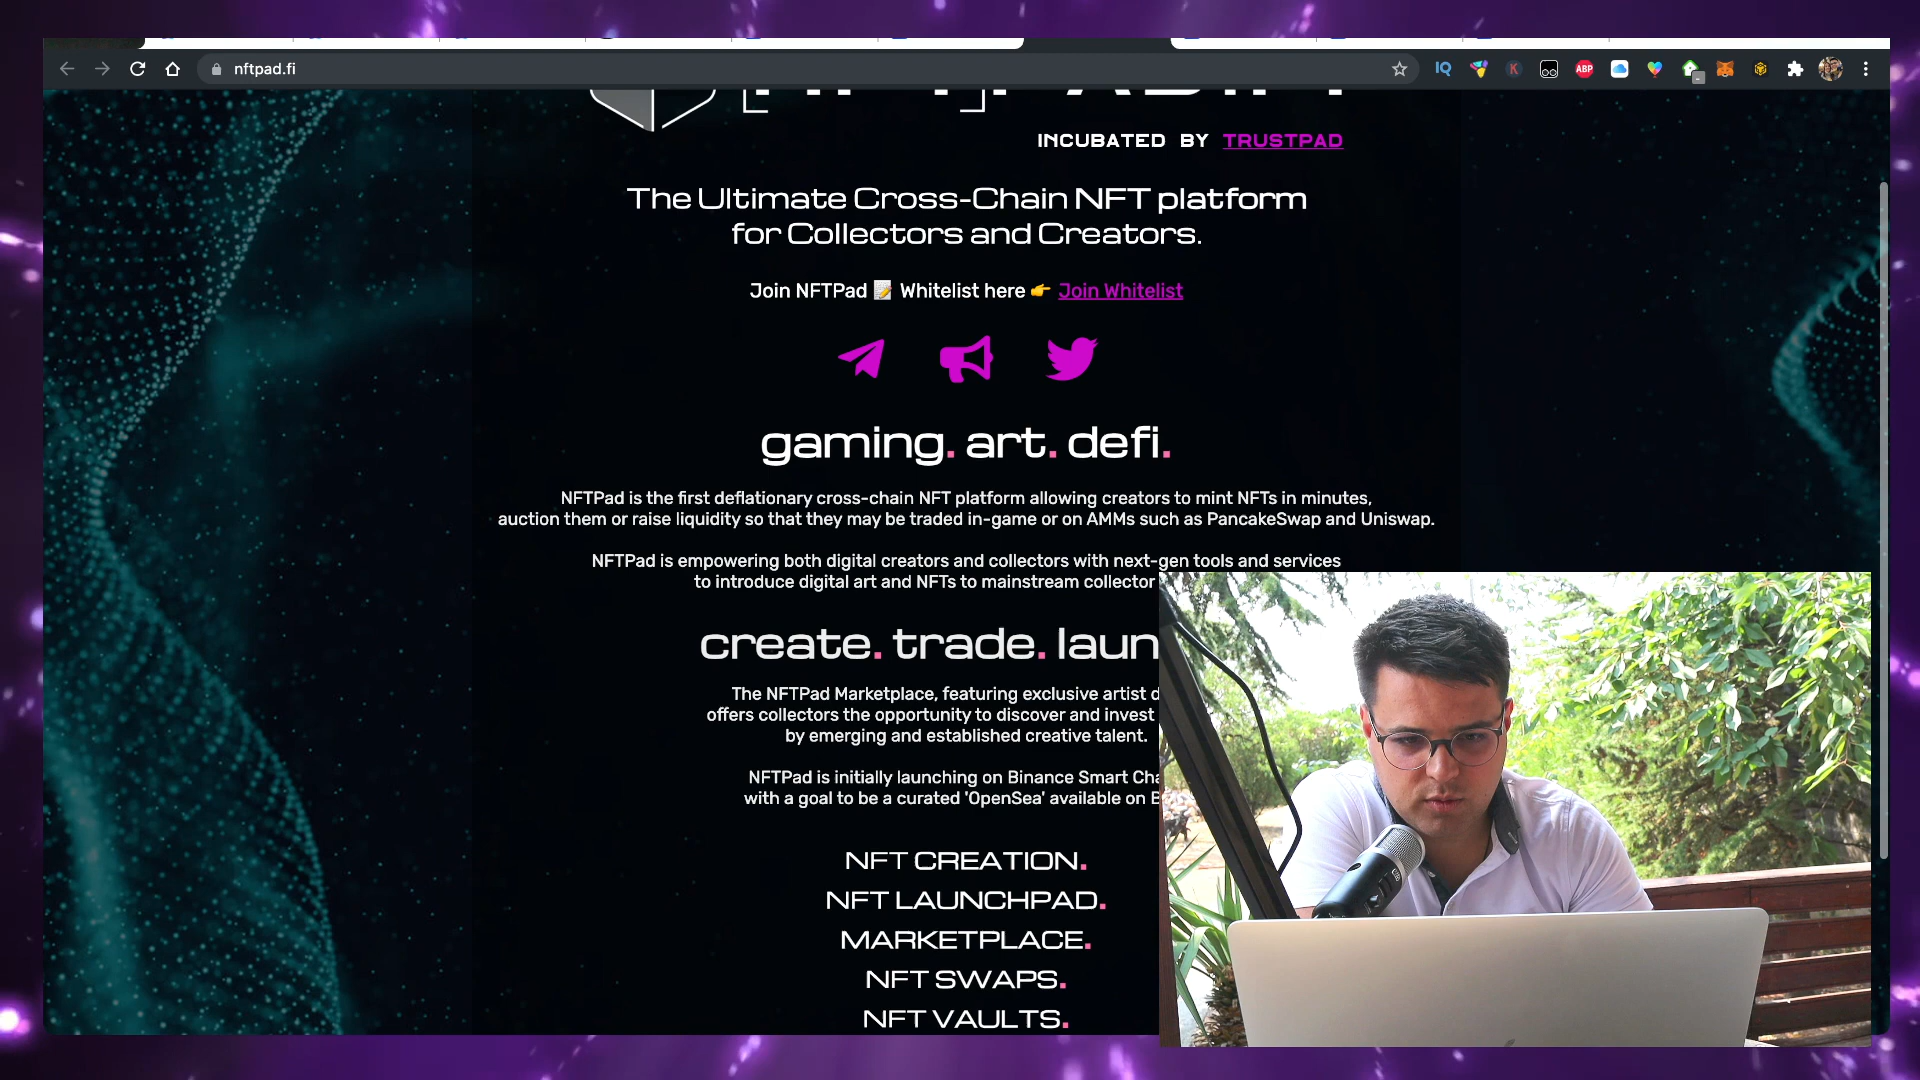 nftpad.fi
IQ
K
ABP
INCUBATED BY TRUSTPAD
The Ultimate Cross-Chain NFT platform
for Collectors and Creators.
Join NFTPad 📝 Whitelist here 👉 Join Whitelist
gaming. art. defi.
NFTPad is the first deflationary cross-chain NFT platform allowing creators to mint NFTs in minutes,
auction them or raise liquidity so that they may be traded in-game or on AMMs such as PancakeSwap and Uniswap.
NFTPad is empowering both digital creators and collectors with next-gen tools and services
to introduce digital art and NFTs to mainstream collector
create. trade. laun
The NFTPad Marketplace, featuring exclusive artist d
offers collectors the opportunity to discover and invest
by emerging and established creative talent.
NFTPad is initially launching on Binance Smart Cha
with a goal to be a curated 'OpenSea' available on B
NFT CREATION.
NFT LAUNCHPAD.
MARKETPLACE.
NFT SWAPS.
NFT VAULTS.